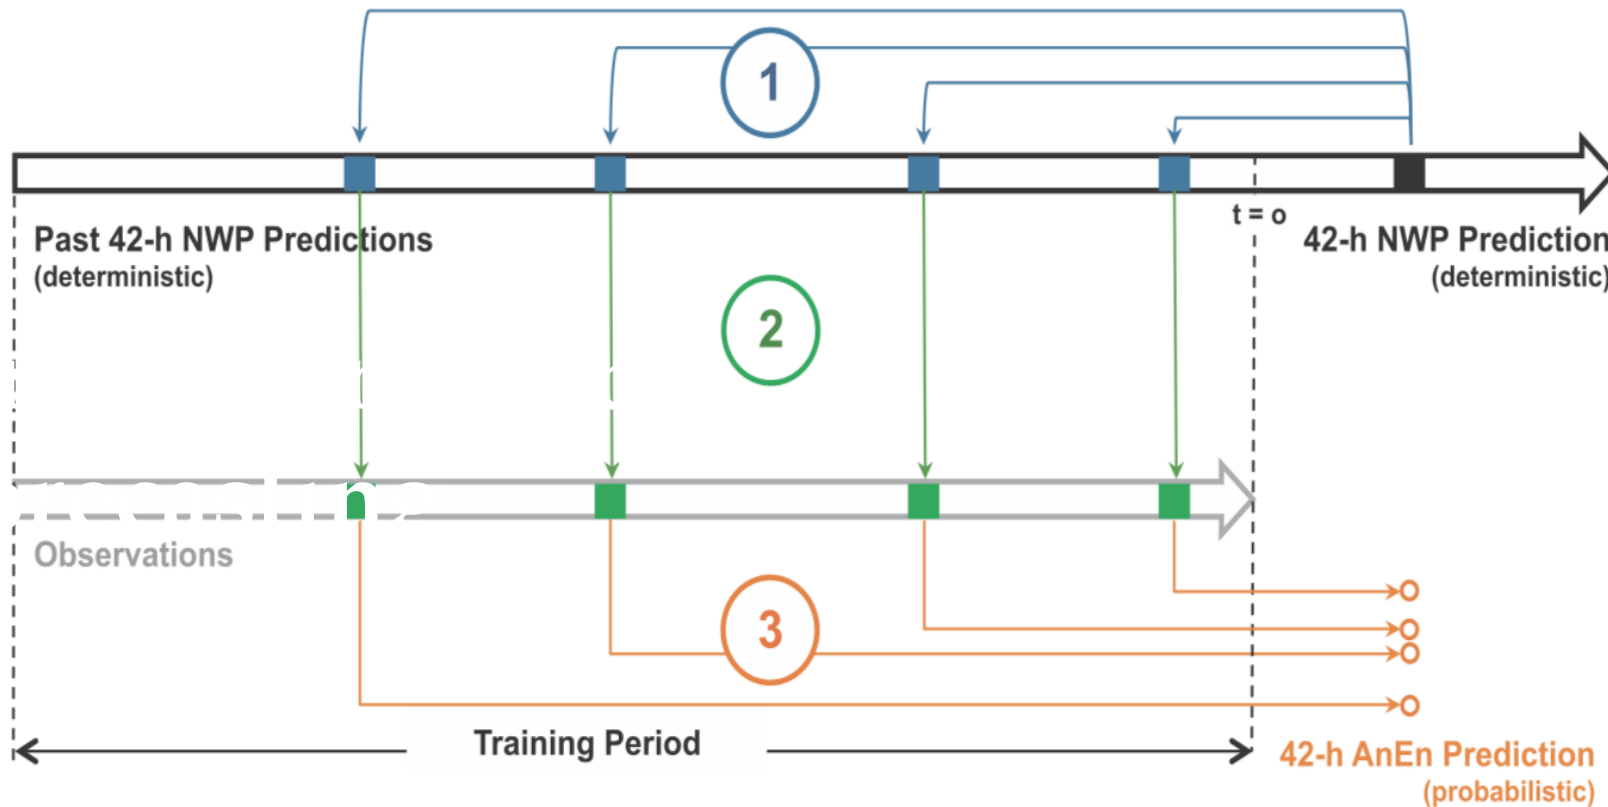 1
t = o
Past 42-h NWP Predictions
(deterministic)
42-h NWP Prediction
(deterministic)
2
Observations
3
Training Period
42-h AnEn Prediction
(probabilistic)